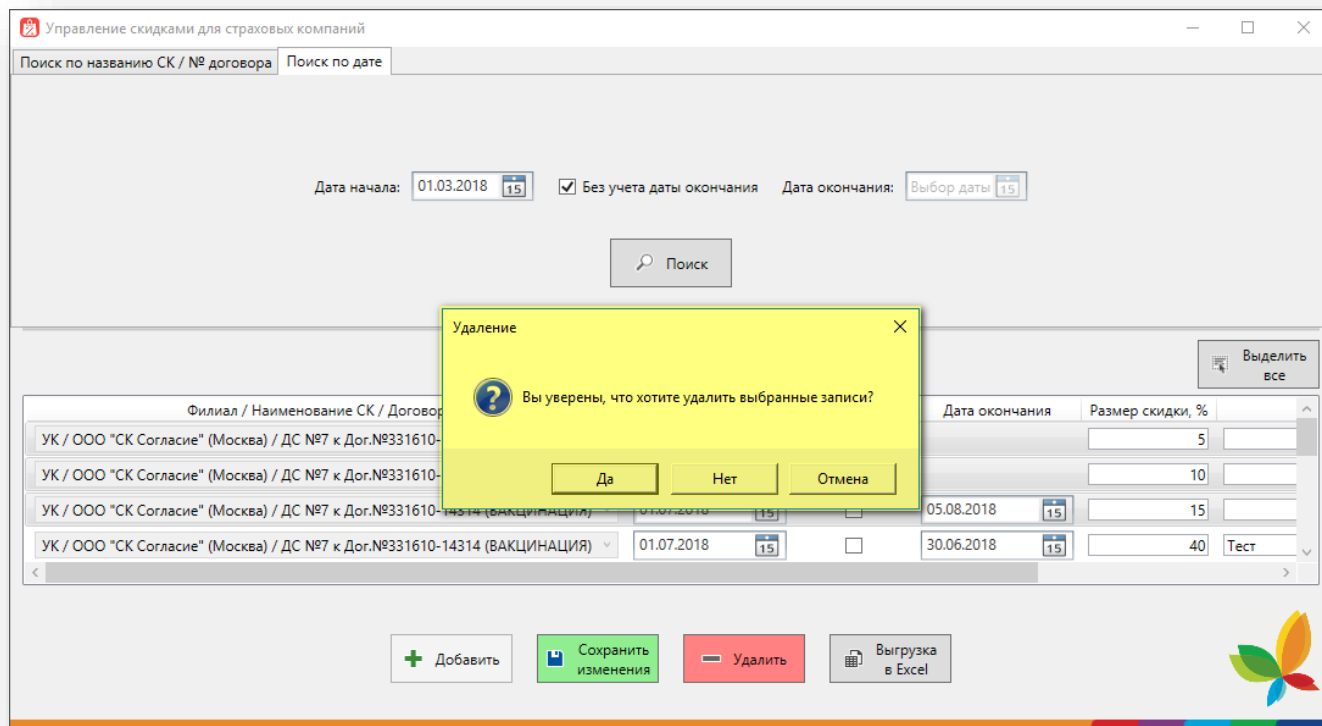 Управление скидками для страховых компаний
Поиск по названию СК / № договора Поиск по дате
Дата начала: 01.03.2018 15 Без учета даты окончания Дата окончания: Выбор даты 15
Поиск
Удаление
Вы уверены, что хотите удалить выбранные записи?
Да Нет Отмена
Выделить
все
Филиал / Наименование СК / Договор Дата окончания Размер скидки, %
УК / ООО "СК Согласие" (Москва) / ДС №7 к Дог.№331610- 5
УК / ООО "СК Согласие" (Москва) / ДС №7 к Дог.№331610- 10
УК / ООО "СК Согласие" (Москва) / ДС №7 к Дог.№331610-14314 (ВАКЦИНАЦИЯ) 01.07.2018 15 05.08.2018 15 15
УК / ООО "СК Согласие" (Москва) / ДС №7 к Дог.№331610-14314 (ВАКЦИНАЦИЯ) 01.07.2018 15 30.06.2018 15 40 Тест
Добавить
Сохранить
изменения
Удалить
Выгрузка
в Excel